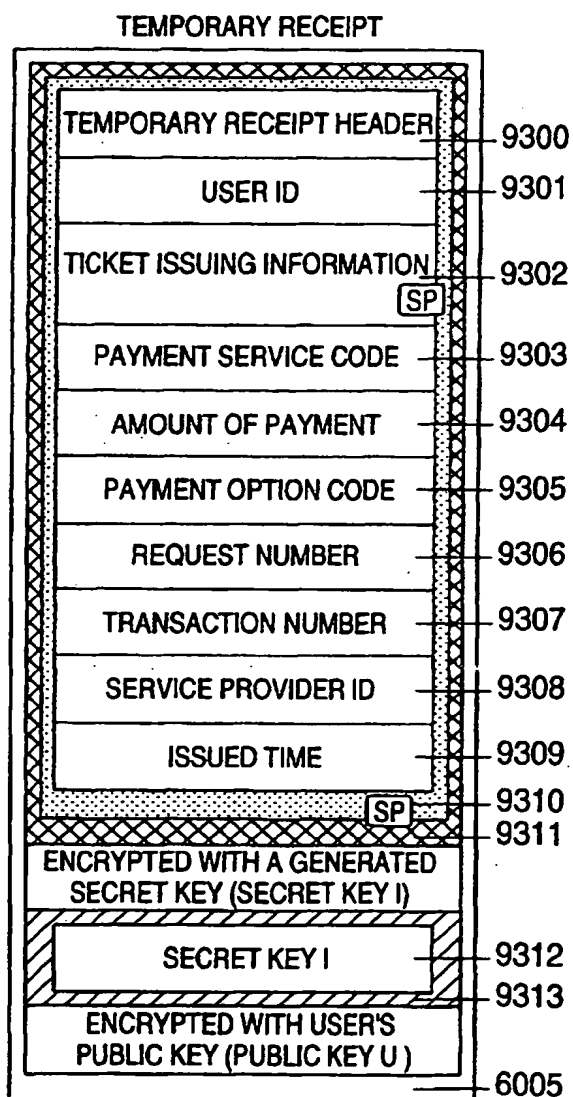 TEMPORARY RECEIPT
TEMPORARY RECEIPT HEADER 9300
USER ID 9301
TICKET ISSUING INFORMATION 9302
SP
PAYMENT SERVICE CODE 9303
AMOUNT OF PAYMENT 9304
PAYMENT OPTION CODE 9305
REQUEST NUMBER 9306
TRANSACTION NUMBER 9307
SERVICE PROVIDER ID 9308
ISSUED TIME 9309
SP 9310
9311
ENCRYPTED WITH A GENERATED
SECRET KEY (SECRET KEY I)
SECRET KEY I 9312
9313
ENCRYPTED WITH USER'S
PUBLIC KEY (PUBLIC KEY U )
6005